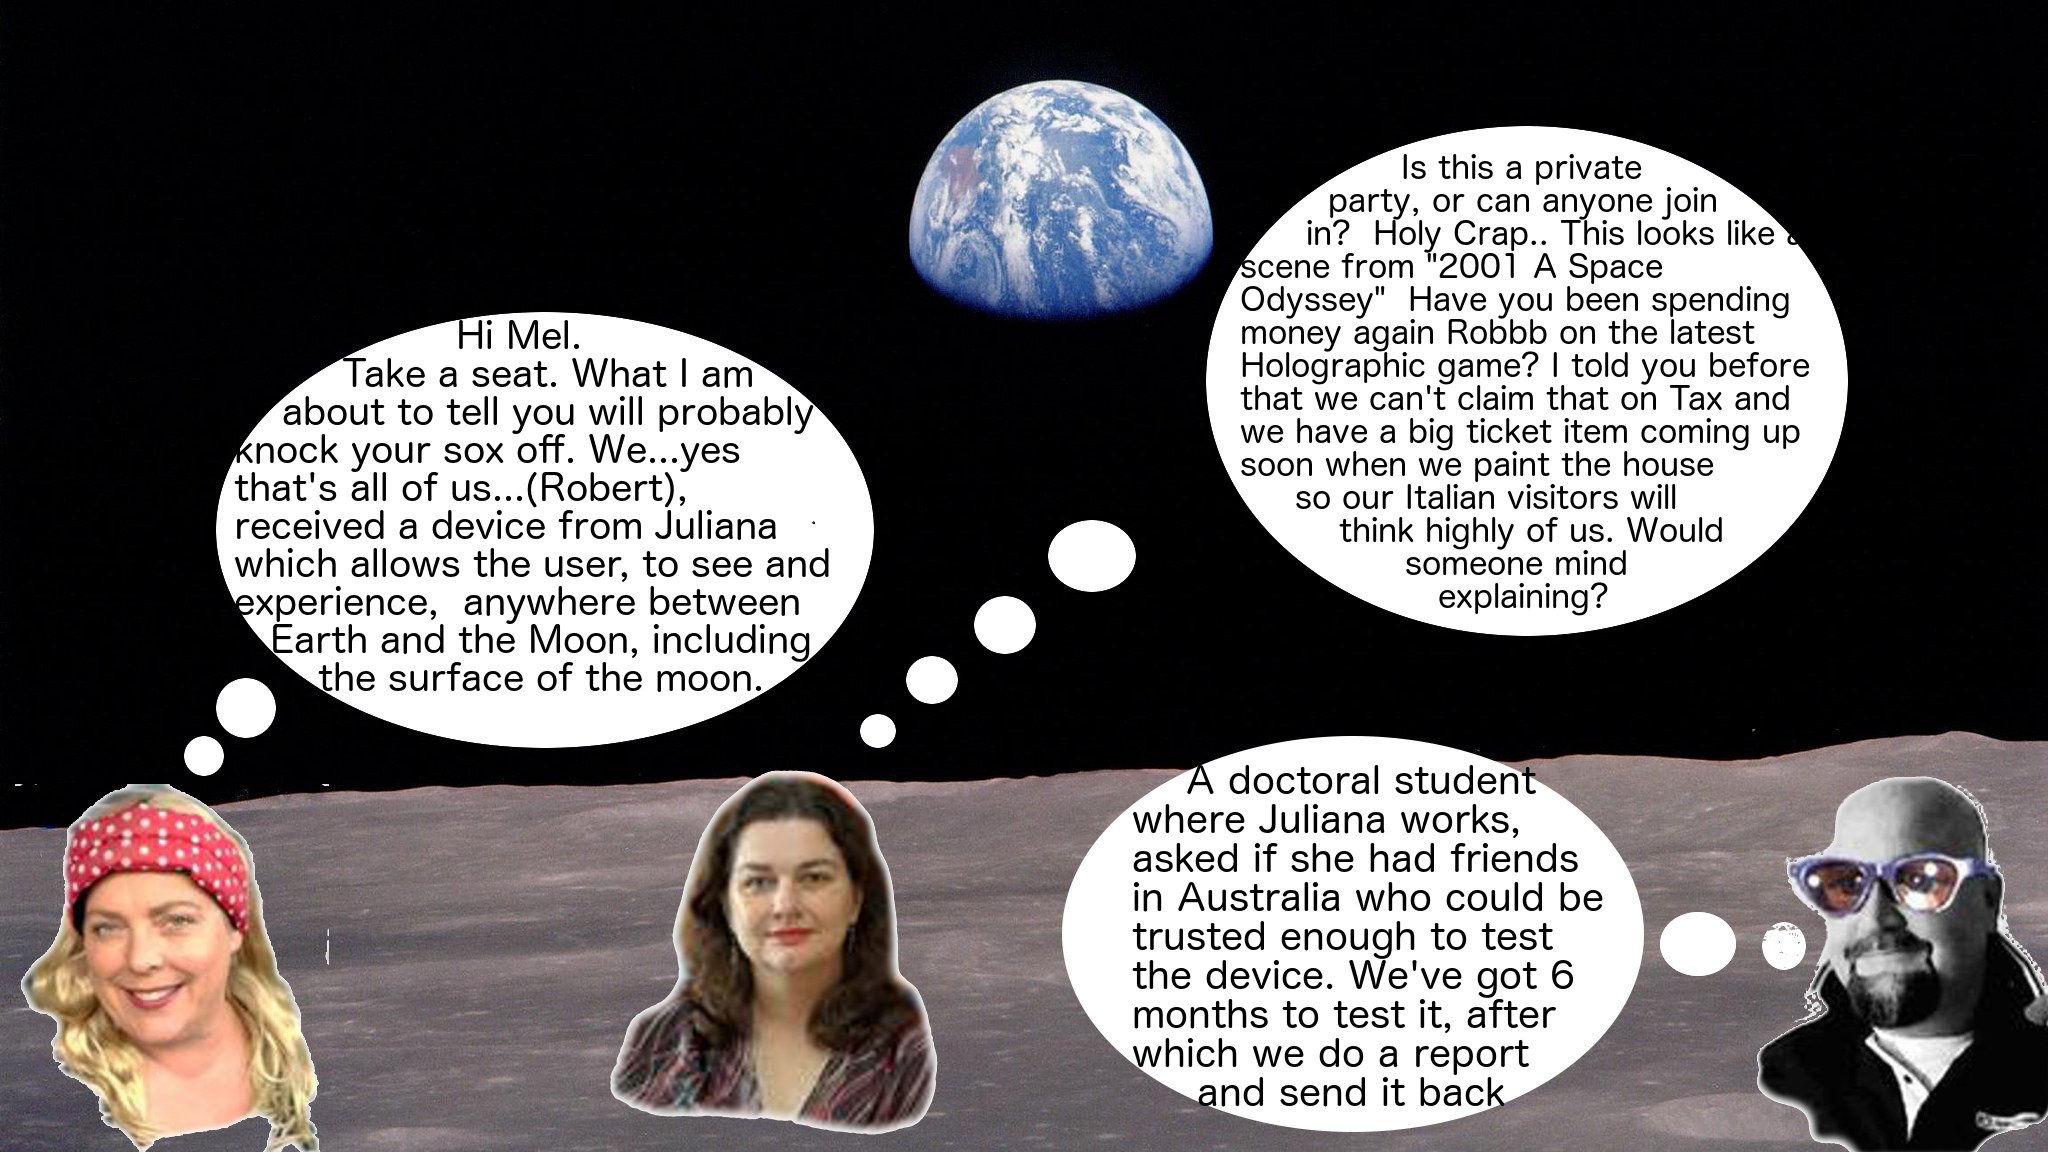 Hi Mel.
Take a seat. What I am
about to tell you will probably
knock your sox off. We...yes
that's all of us...(Robert),
received a device from Juliana
which allows the user, to see and
experience,  anywhere between
Earth and the Moon, including
the surface of the moon.
Is this a private
party, or can anyone join
in?  Holy Crap.. This looks like a
scene from "2001 A Space
Odyssey"  Have you been spending
money again Robbb on the latest
Holographic game? I told you before
that we can't claim that on Tax and
we have a big ticket item coming up
soon when we paint the house
so our Italian visitors will
think highly of us. Would
someone mind
explaining?
A doctoral student
where Juliana works,
asked if she had friends
in Australia who could be
trusted enough to test
the device. We've got 6
months to test it, after
which we do a report
and send it back